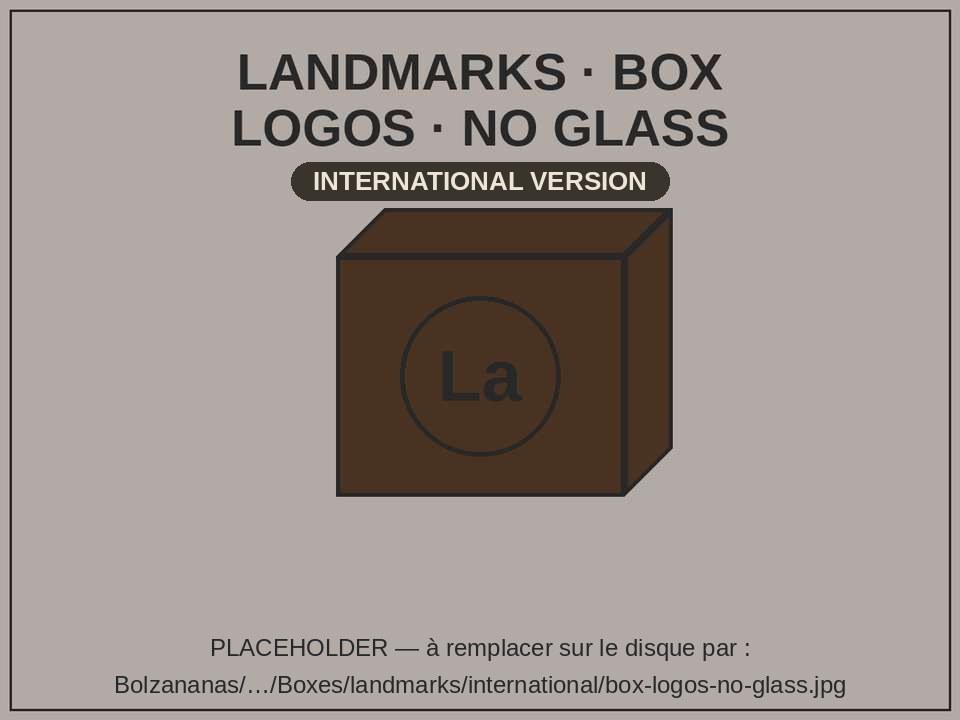 LANDMARKS · BOX
LOGOS · NO GLASS
INTERNATIONAL VERSION
La
PLACEHOLDER — à remplacer sur le disque par :
Bolzananas/…/Boxes/landmarks/international/box-logos-no-glass.jpg